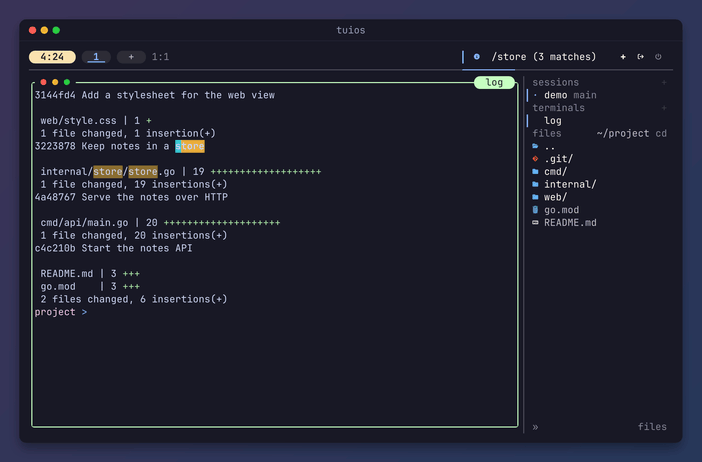 tuios
4:24 1 + 1:1 /store (3 matches)
log
3144fd4 Add a stylesheet for the web view
web/style.css | 1 +
1 file changed, 1 insertion(+)
3223878 Keep notes in a store
internal/store/store.go | 19 +++++++++++++++++++
1 file changed, 19 insertions(+)
4a48767 Serve the notes over HTTP
cmd/api/main.go | 20 ++++++++++++++++++++
1 file changed, 20 insertions(+)
c4c210b Start the notes API
README.md | 3 +++
go.mod    | 3 +++
2 files changed, 6 insertions(+)
project >
sessions +
· demo main
terminals +
log
files ~/project cd
..
.git/
cmd/
internal/
web/
go.mod
README.md
» files